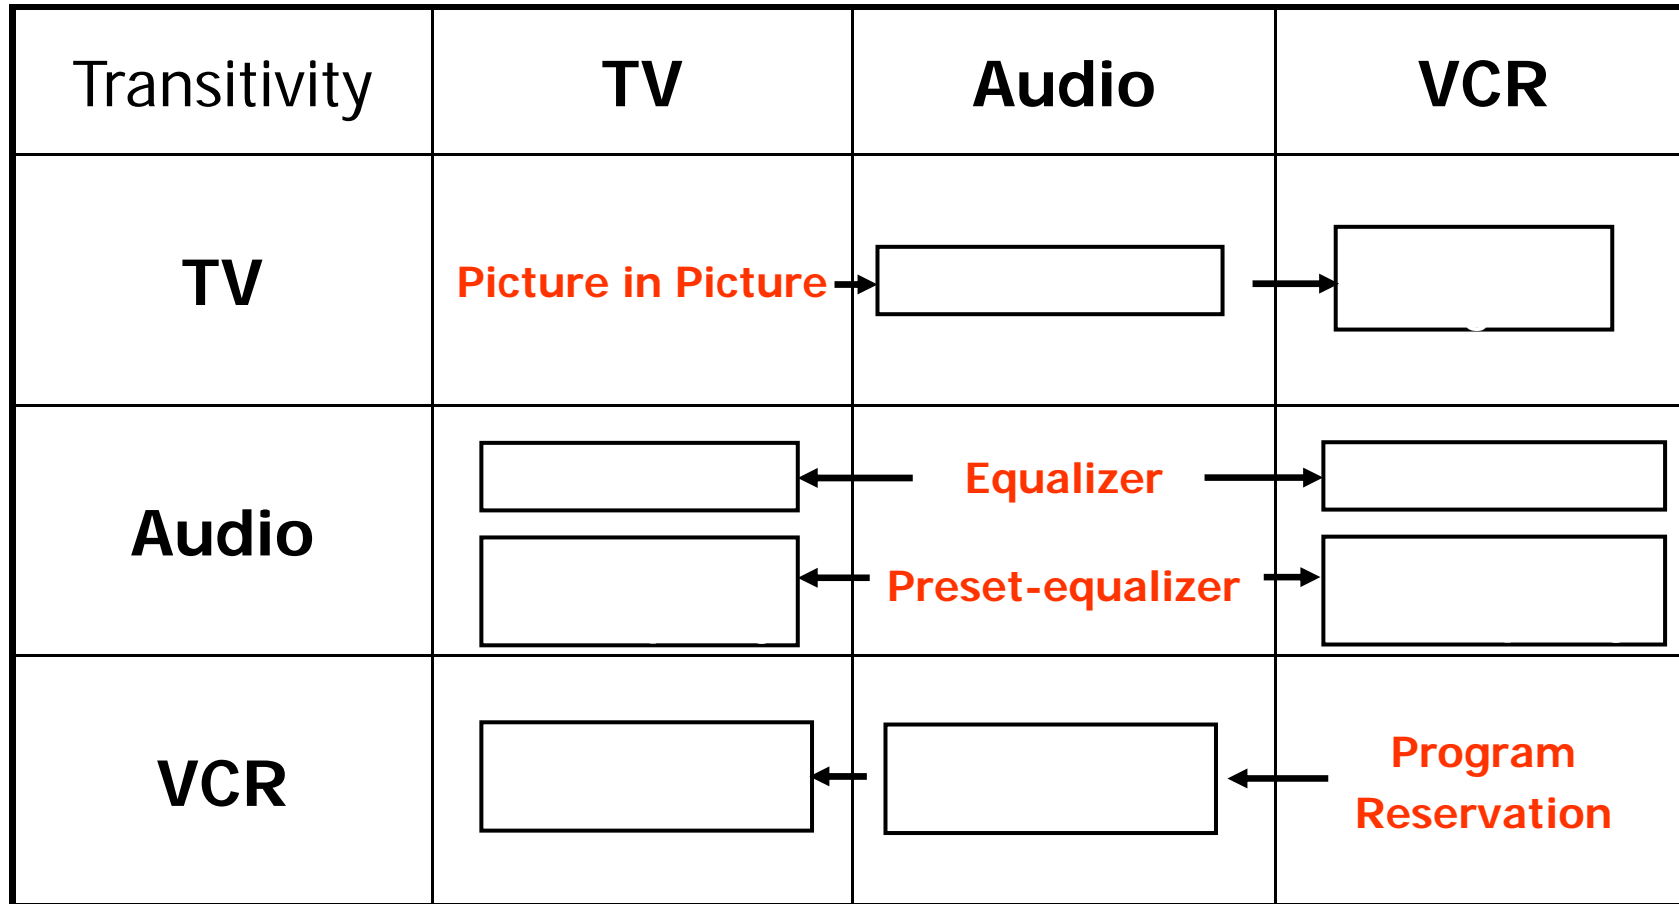 Transitivity TV Audio VCR
TV Picture in Picture
Audio Equalizer
Preset-equalizer
VCR Program
Reservation